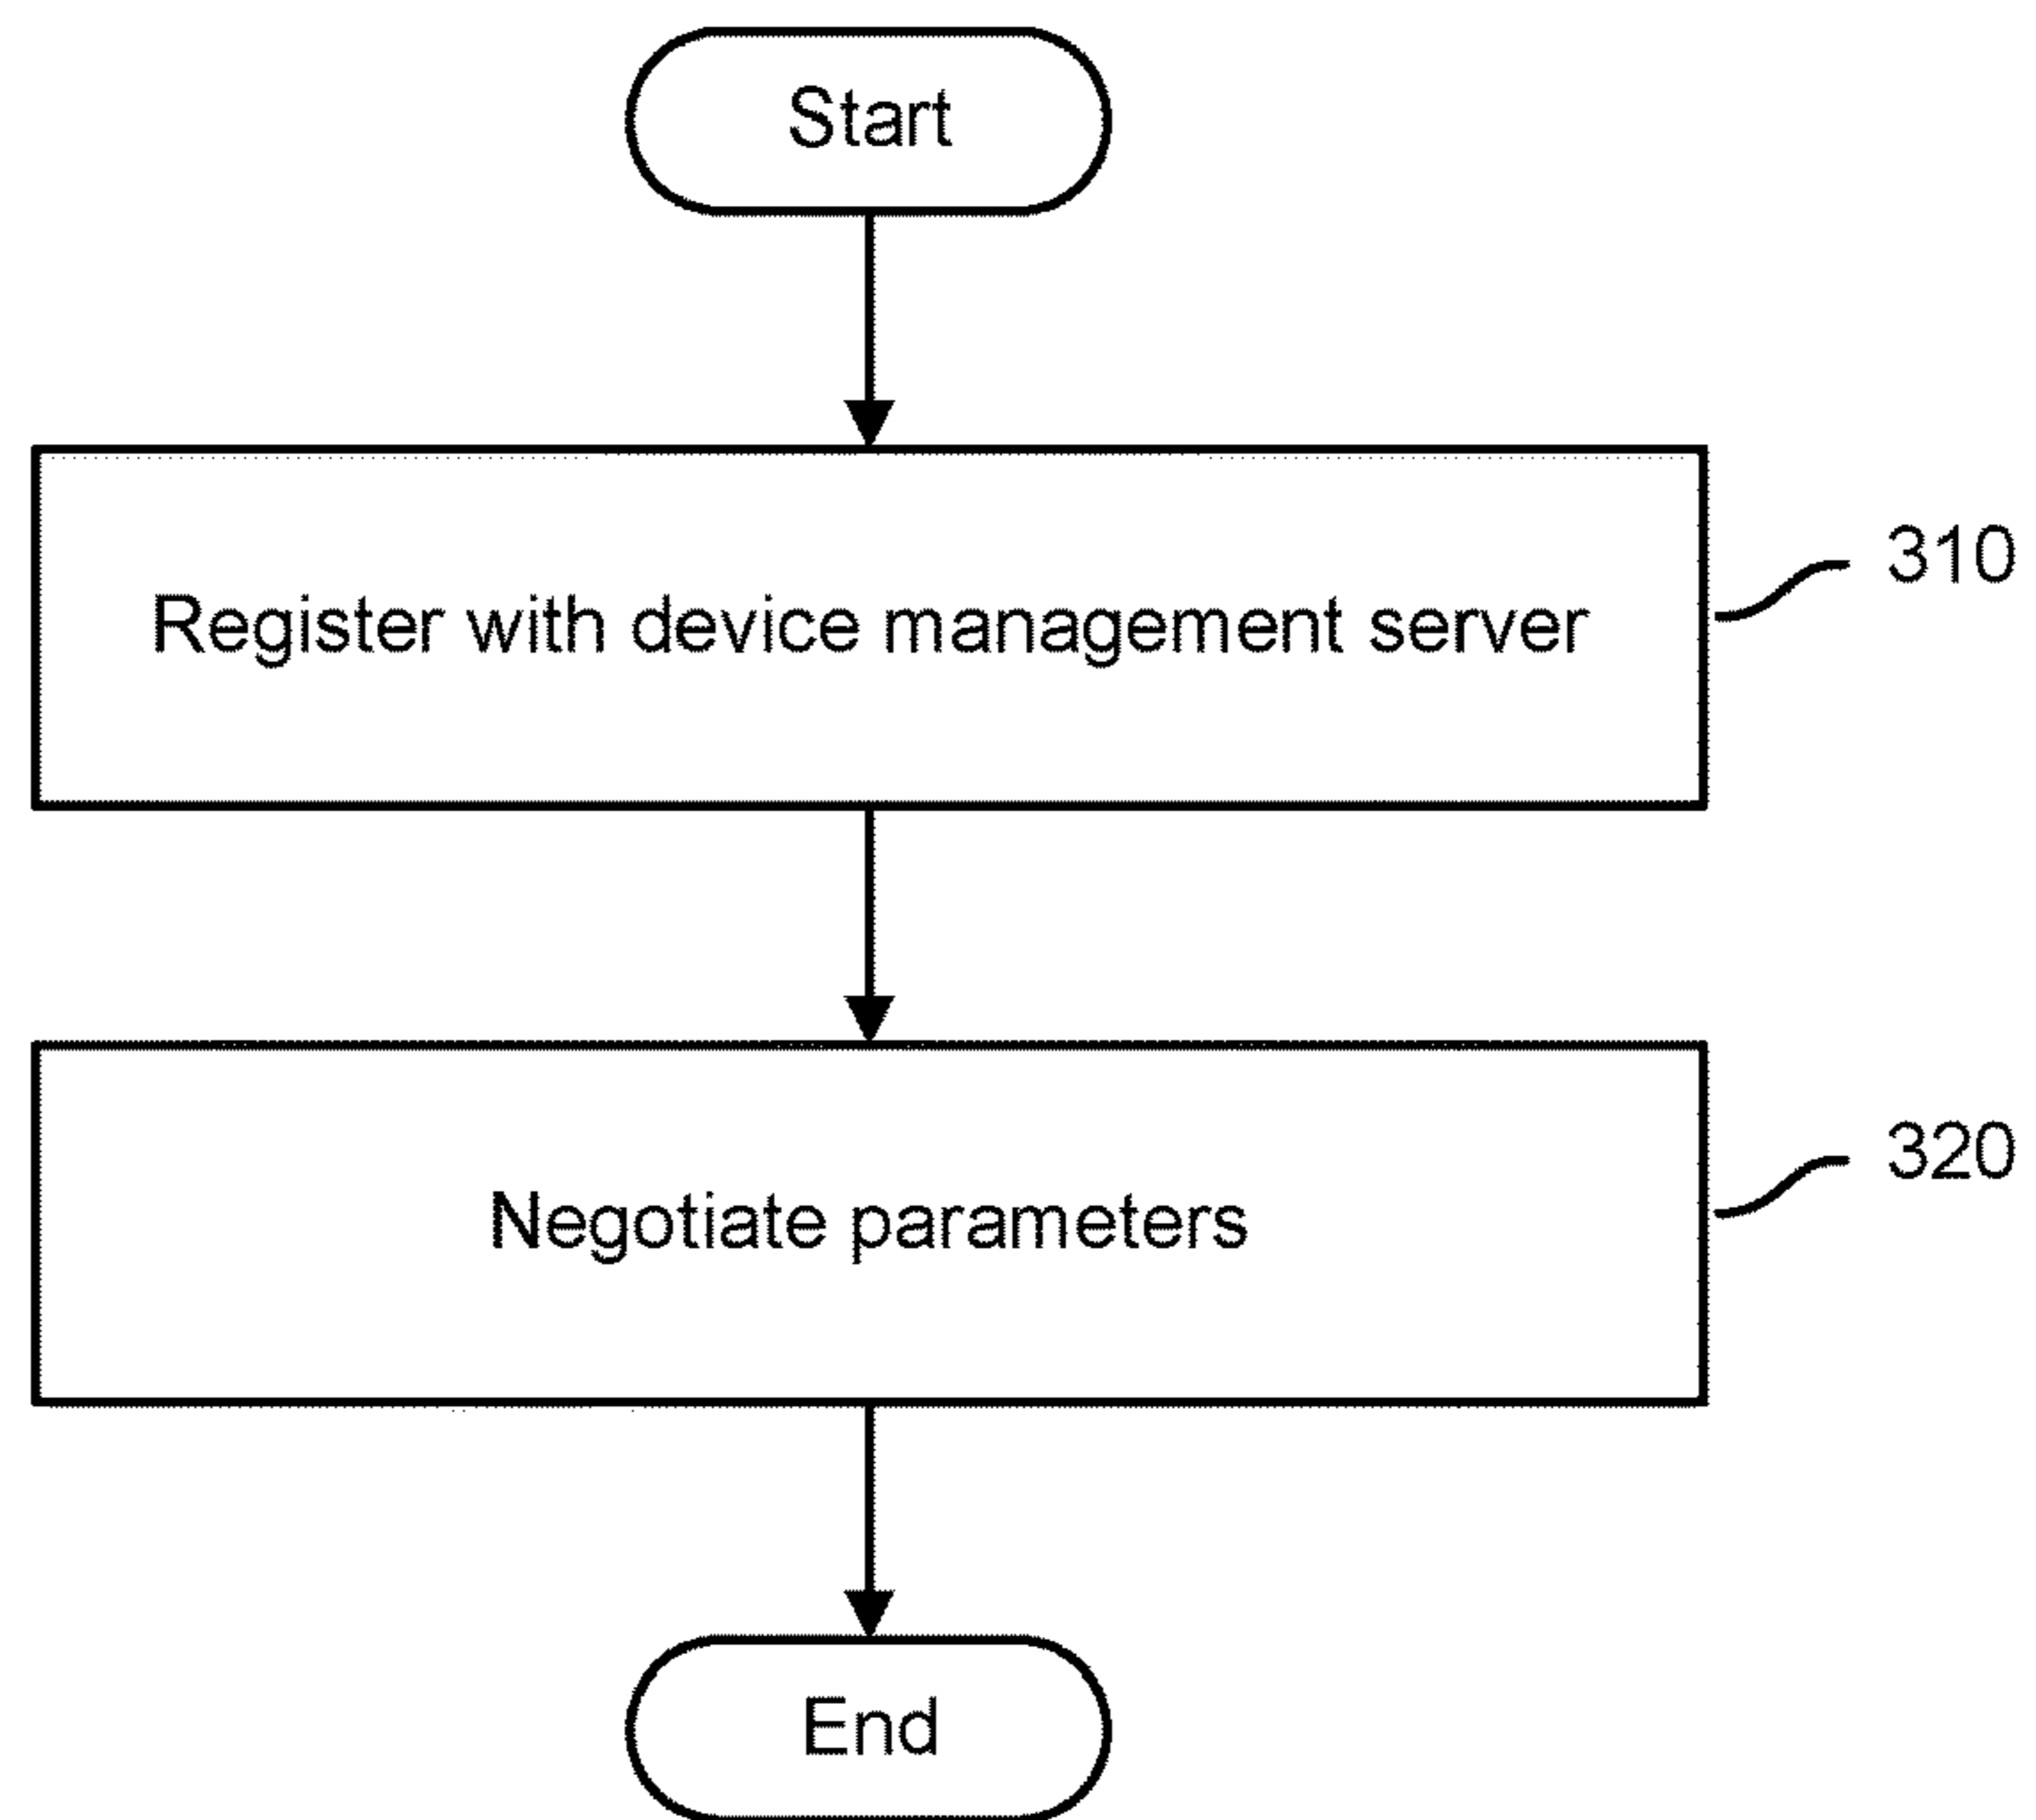 Start
Register with device management server
310
Negotiate parameters
320
End